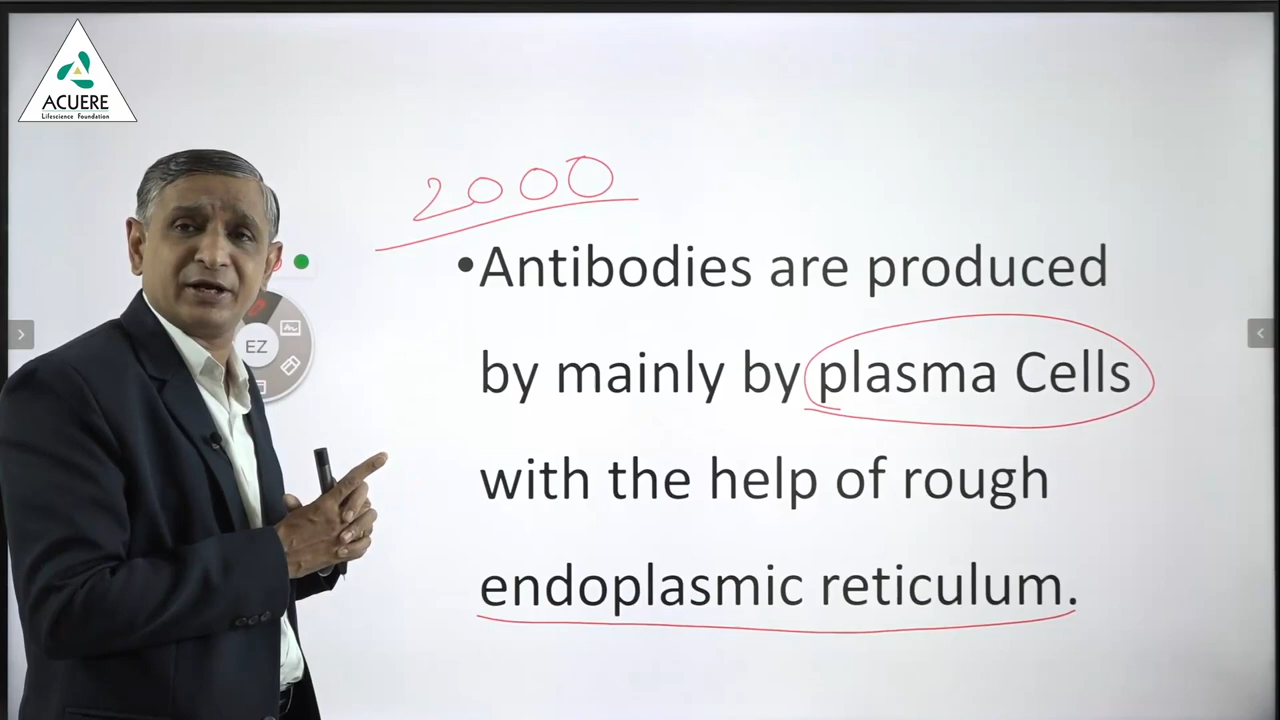 ACUERE
Lifescience Foundation
2000
•Antibodies are produced
by mainly by plasma Cells
with the help of rough
endoplasmic reticulum.
EZ